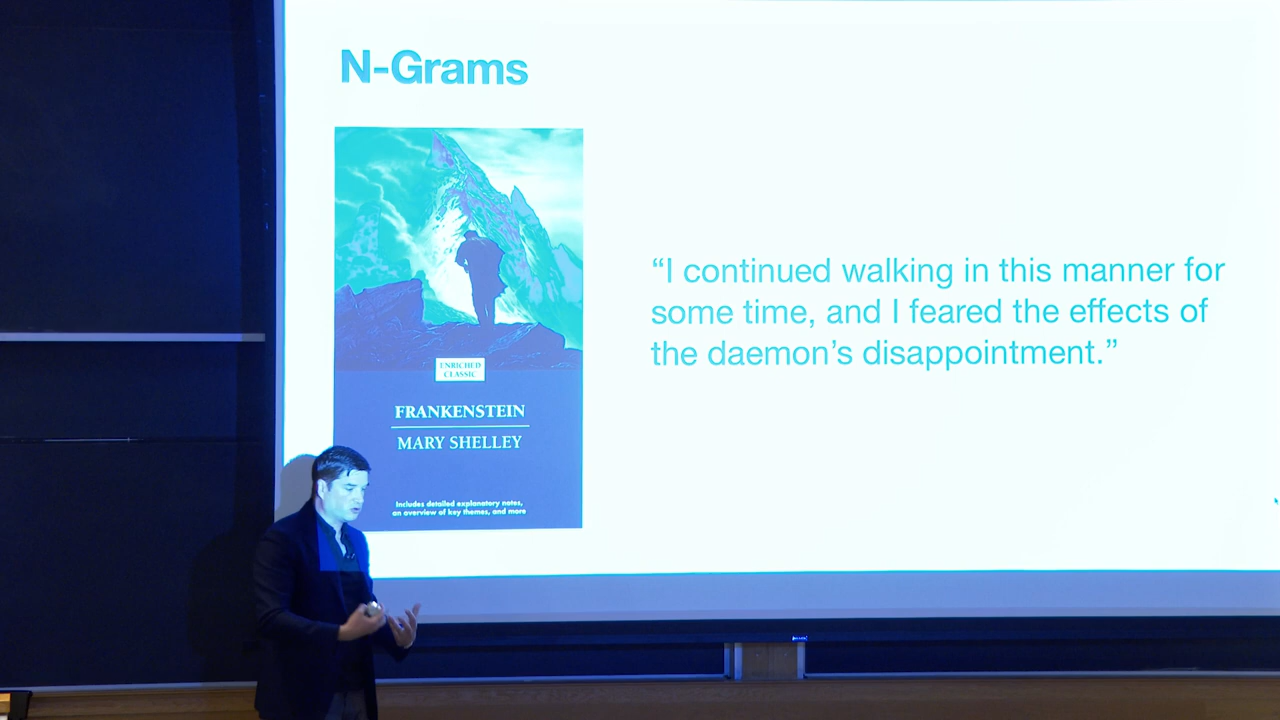 N-Grams
ENRICHED
CLASSIC
FRANKENSTEIN
MARY SHELLEY
Includes detailed explanatory notes,
an overview of key themes, and more
“I continued walking in this manner for
some time, and I feared the effects of
the daemon’s disappointment.”